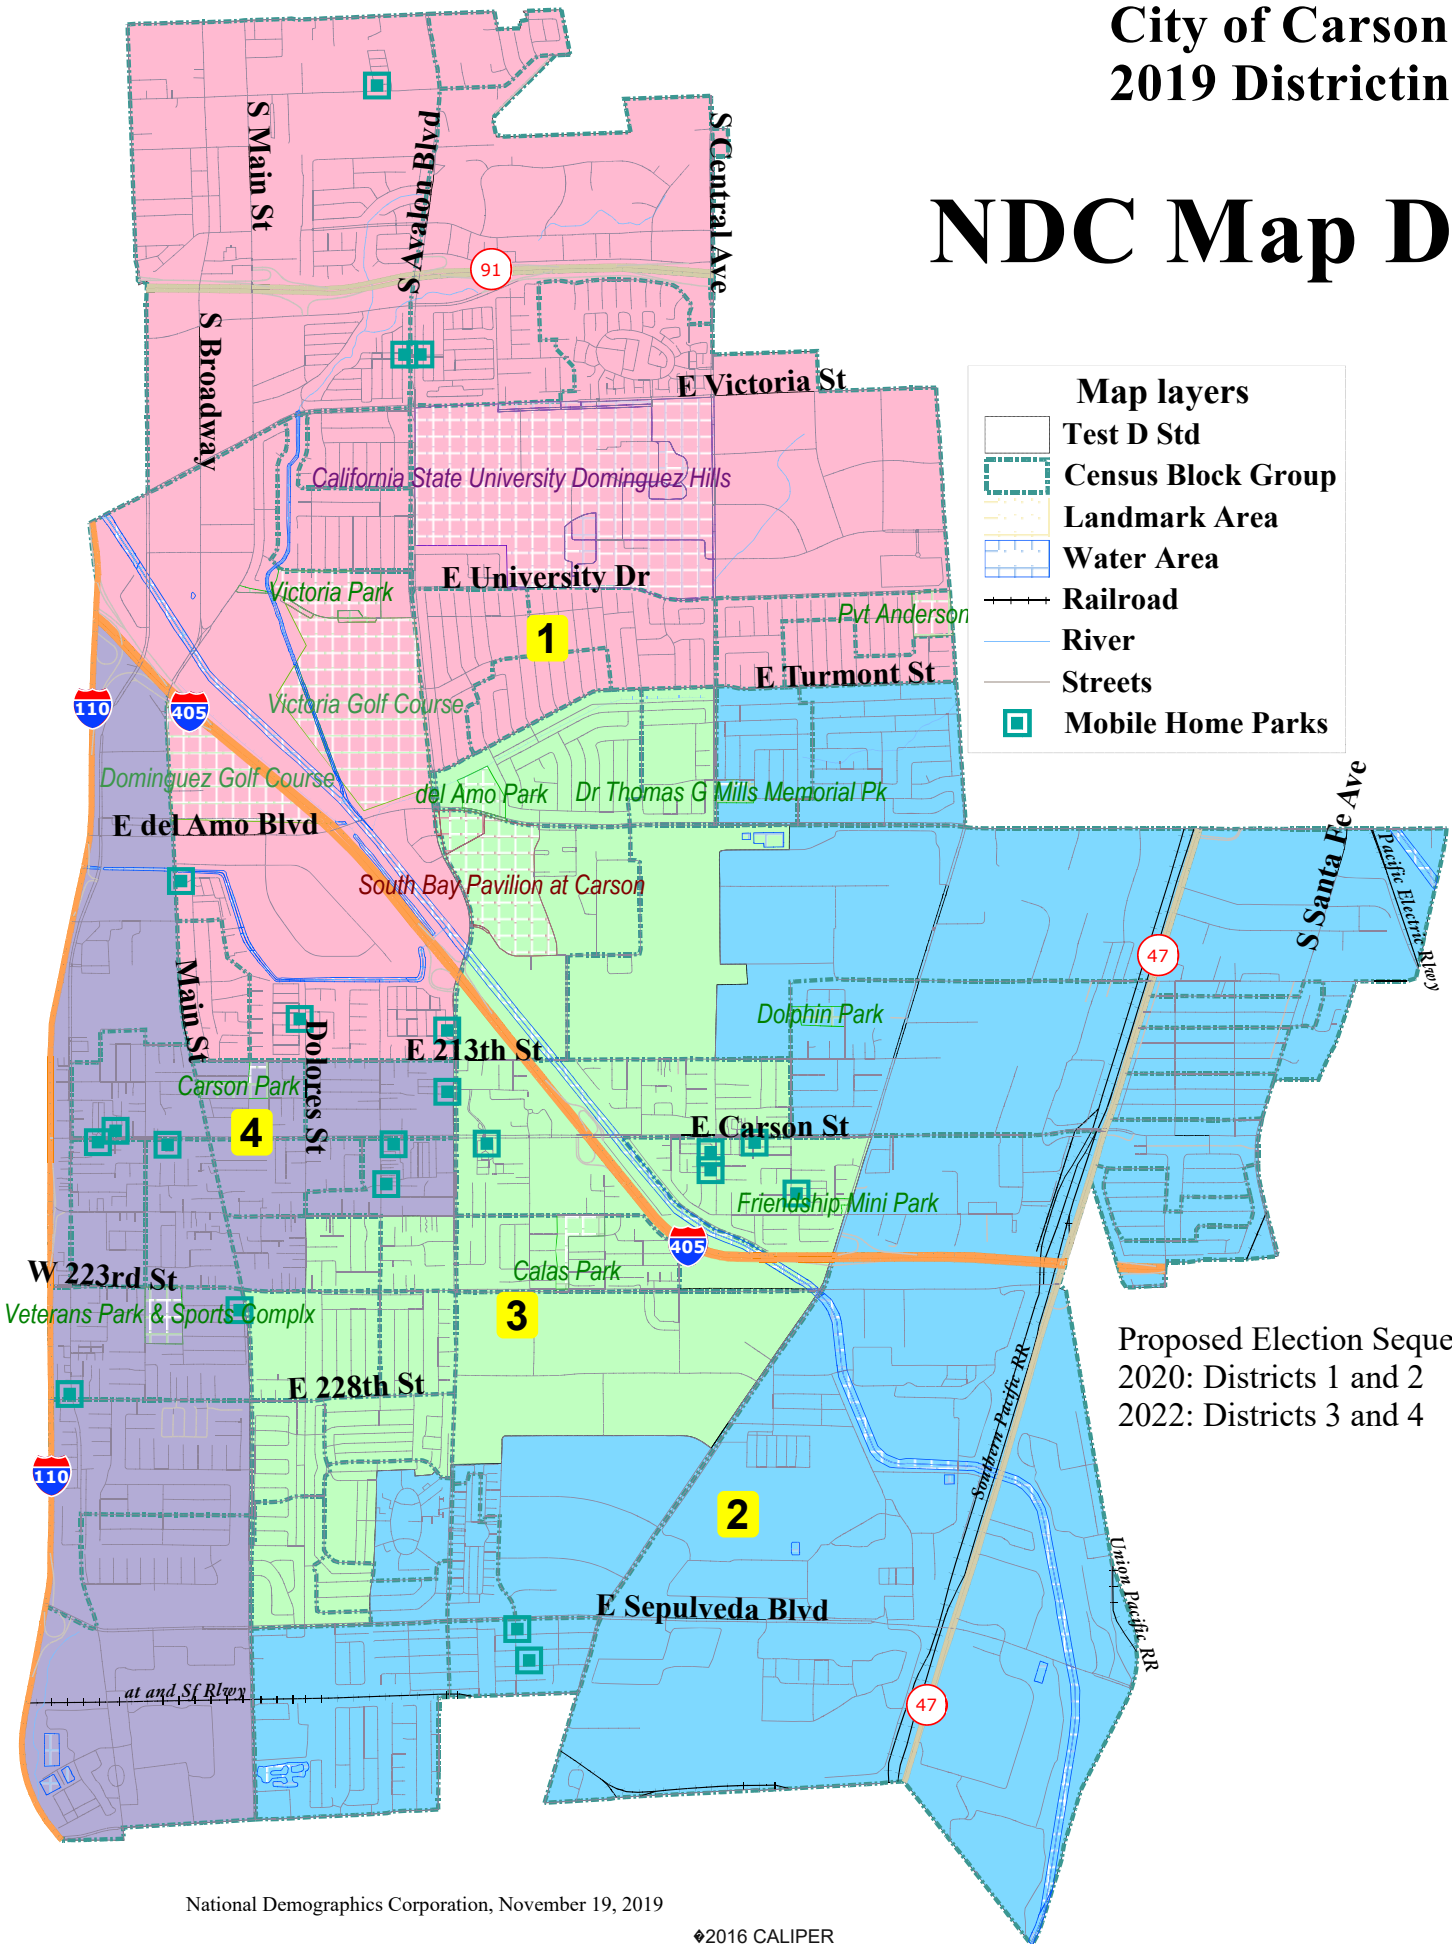 City of Carson
2019 Districtin
NDC Map D
S Main St
S Avalon Blvd
S Central Ave
91
S Broadway
E Victoria St
Map layers
Test D Std
Census Block Group
Landmark Area
Water Area
Railroad
River
Streets
Mobile Home Parks
California State University Dominguez Hills
E University Dr
Victoria Park
Pvt Anderson
1
E Turmont St
110
405
Victoria Golf Course
Dominguez Golf Course
del Amo Park
Dr Thomas G Mills Memorial Pk
E del Amo Blvd
S Santa Fe Ave
Pacific Electric Rlwy
South Bay Pavilion at Carson
47
Main St
Dolores St
Dolphin Park
E 213th St
Carson Park
4
E Carson St
Friendship Mini Park
405
W 223rd St
Calas Park
Veterans Park & Sports Complx
3
Proposed Election Seque
2020: Districts 1 and 2
2022: Districts 3 and 4
E 228th St
Southern Pacific RR
110
2
Union Pacific RR
E Sepulveda Blvd
at and Sf Rlwy
47
National Demographics Corporation, November 19, 2019
�2016 CALIPER